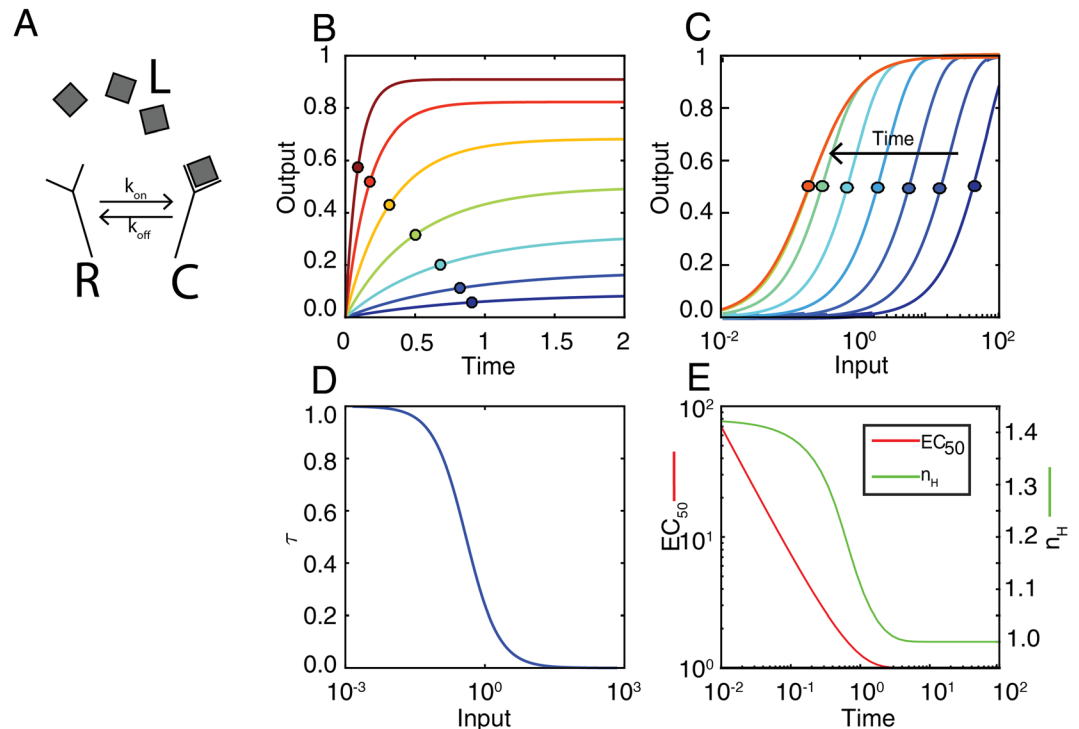 A
L
k_on
k_off
R
C
B
Output
1
0.8
0.6
0.4
0.2
0.0
0 0.5 1 1.5 2
Time
C
Output
1
0.8
0.6
0.4
0.2
0.0
Time
10^-2 10^0 10^2
Input
D
τ
1.0
0.8
0.6
0.4
0.2
0.0
10^-3 10^0 10^3
Input
E
EC_50
10^2
10^1
10^0
EC_50
n_H
1.4
1.3
1.2
1.1
1.0
n_H
10^-2 10^-1 10^0 10^1 10^2
Time